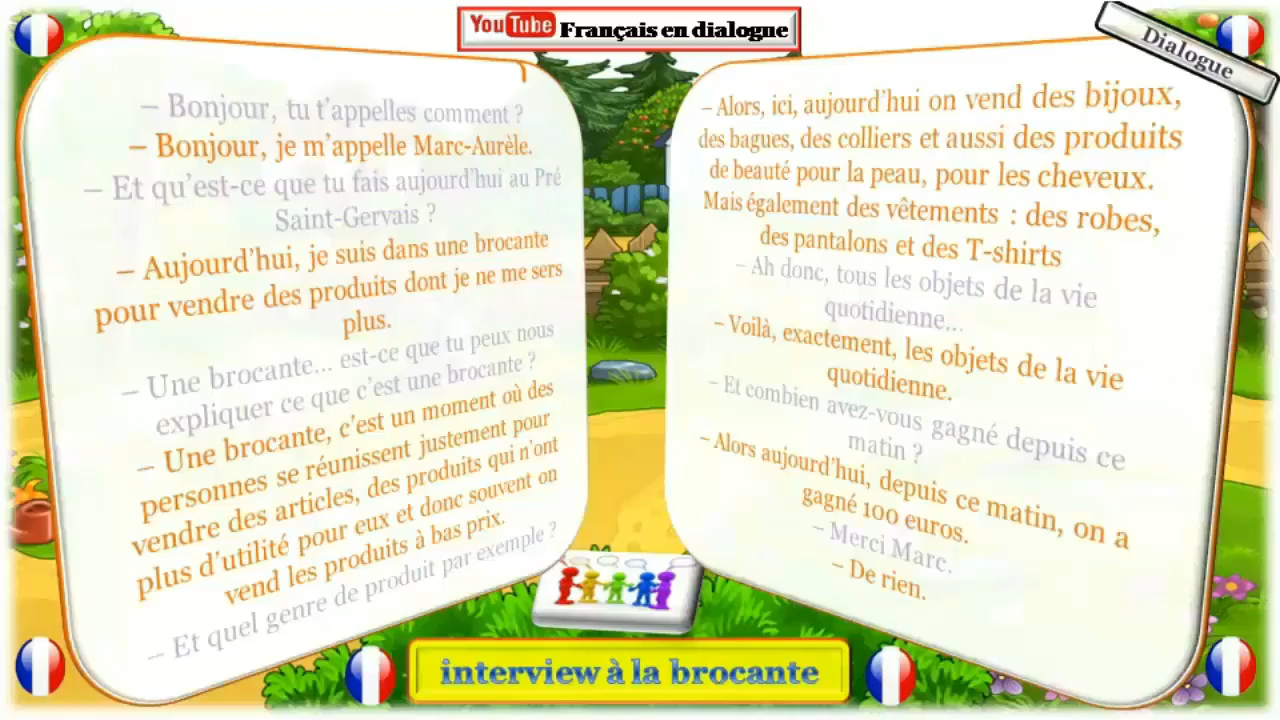 YouTube Français en dialogue
Dialogue
– Bonjour, tu t'appelles comment ?
– Bonjour, je m'appelle Marc-Aurèle.
– Et qu'est-ce que tu fais aujourd'hui au Pré
Saint-Gervais ?
– Aujourd'hui, je suis dans une brocante
pour vendre des produits dont je ne me sers
plus.
– Une brocante... est-ce que tu peux nous
expliquer ce que c'est une brocante ?
– Une brocante, c'est un moment où des
personnes se réunissent justement pour
vendre des articles, des produits qui n'ont
plus d'utilité pour eux et donc souvent on
vend les produits à bas prix.
– Et quel genre de produit par exemple ?
– Alors, ici, aujourd'hui on vend des bijoux,
des bagues, des colliers et aussi des produits
de beauté pour la peau, pour les cheveux.
Mais également des vêtements : des robes,
des pantalons et des T-shirts
– Ah donc, tous les objets de la vie
quotidienne...
– Voilà, exactement, les objets de la vie
quotidienne.
– Et combien avez-vous gagné depuis ce
matin ?
– Alors aujourd'hui, depuis ce matin, on a
gagné 100 euros.
– Merci Marc.
– De rien.
interview à la brocante